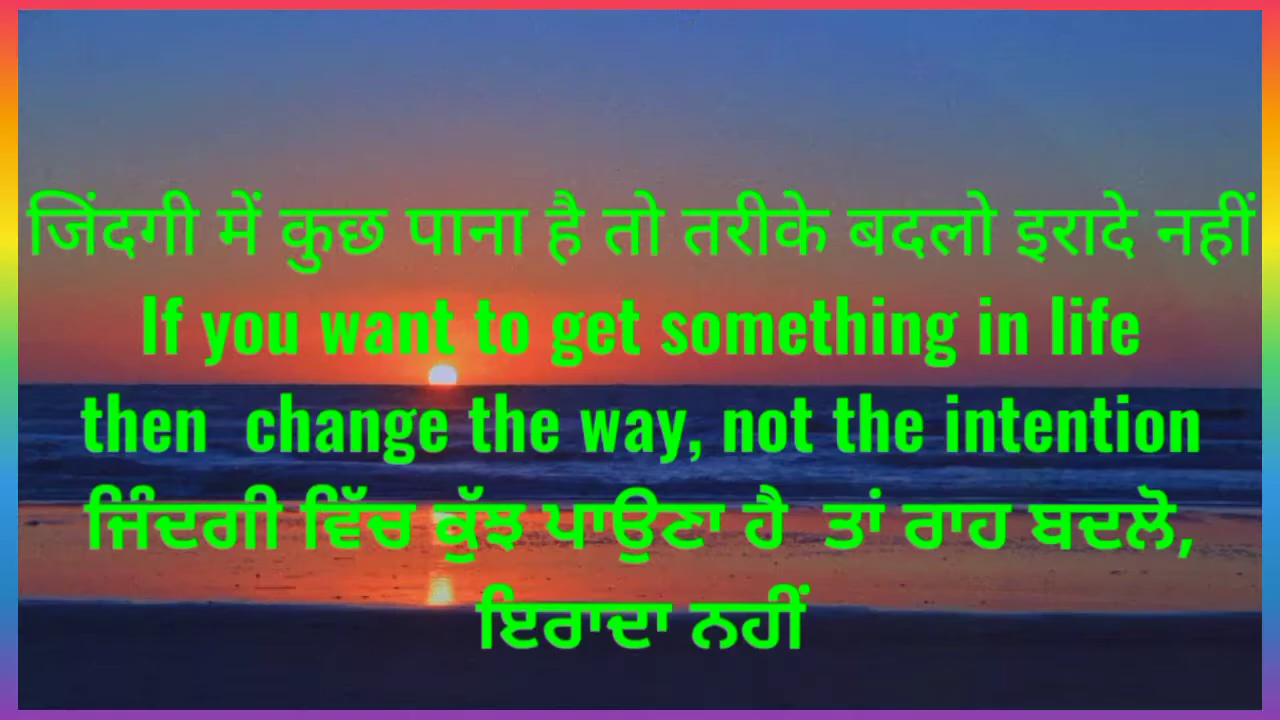 जिंदगी में कुछ पाना है तो तरीके बदलो इरादे नहीं
If you want to get something in life
then change the way, not the intention
ਜਿੰਦਗੀ ਵਿੱਚ ਕੁੱਝ ਪਾਉਣਾ ਹੈ ਤਾਂ ਰਾਹ ਬਦਲੋ,
ਇਰਾਦਾ ਨਹੀਂ